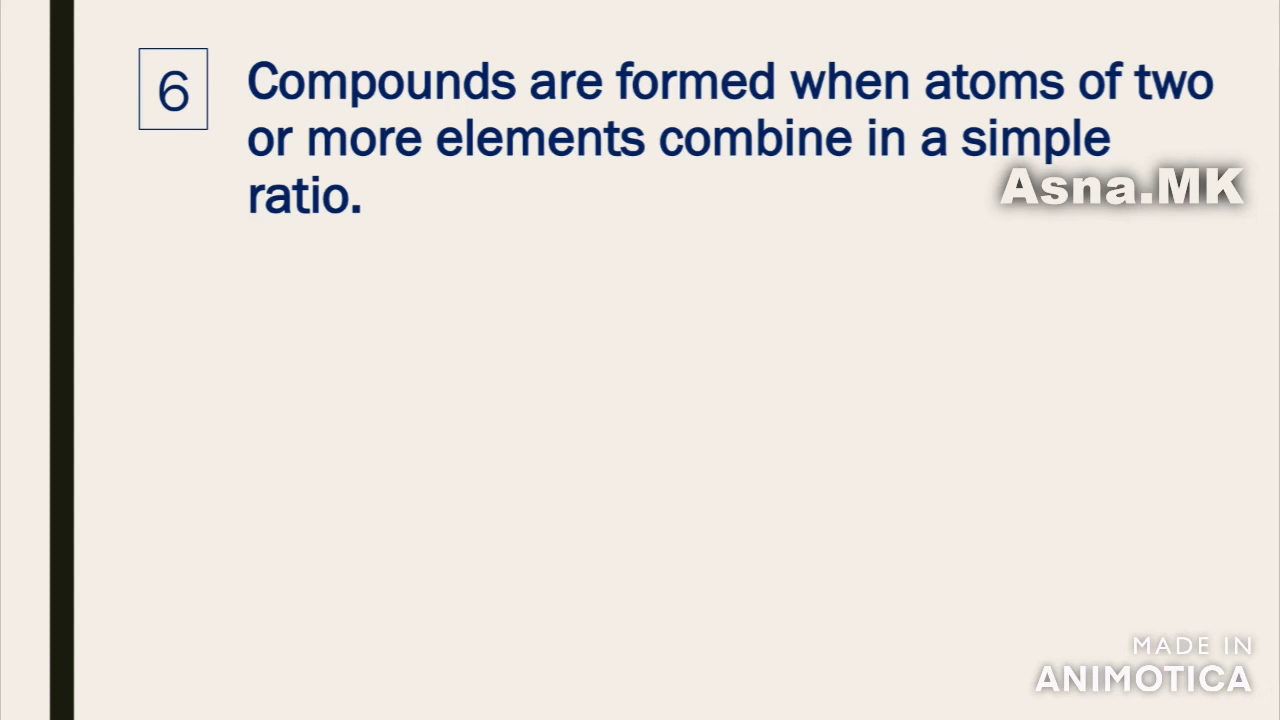 6
Compounds are formed when atoms of two
or more elements combine in a simple
ratio.
Asna.MK
MADE IN
ANIMOTICA